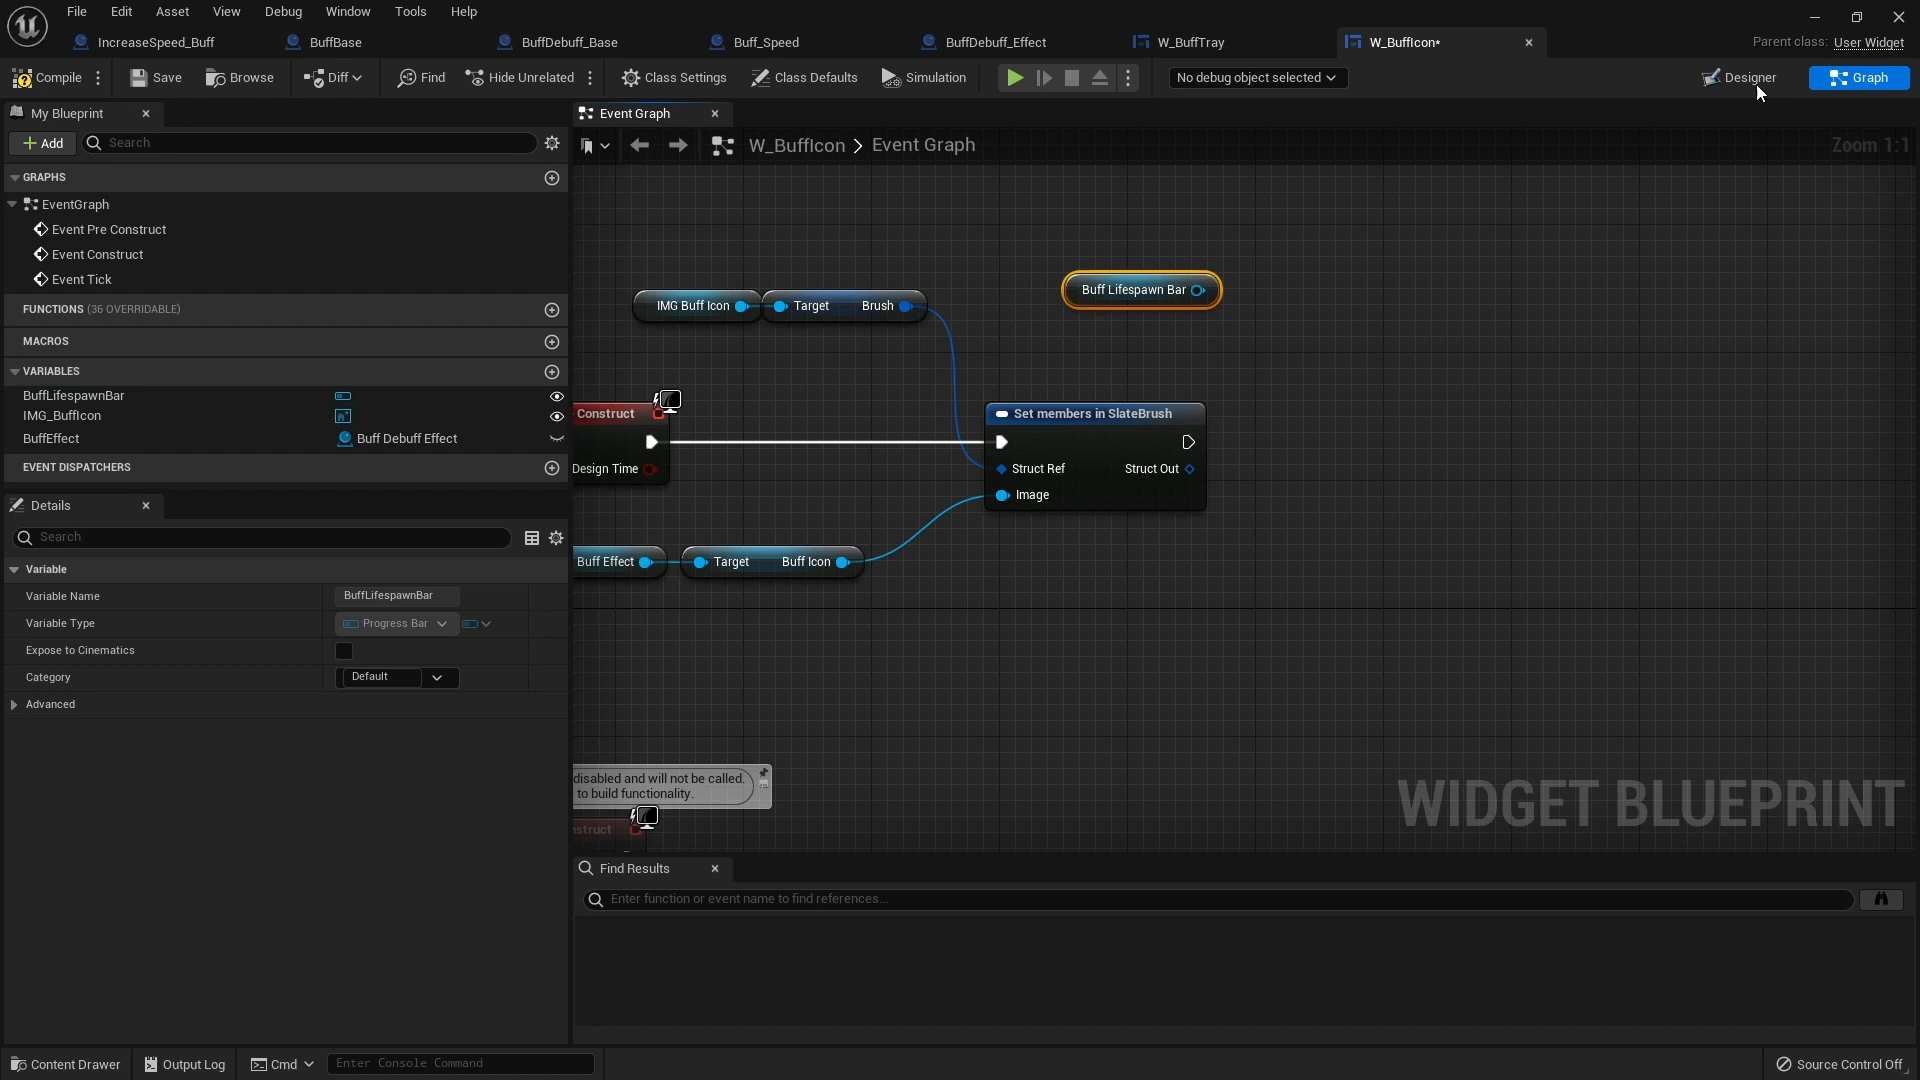 File Edit Asset View Debug Window Tools Help
IncreaseSpeed_Buff BuffBase BuffDebuff_Base Buff_Speed BuffDebuff_Effect W_BuffTray W_BuffIcon* Parent class: User Widget
Compile Save Browse Diff Find Hide Unrelated Class Settings Class Defaults Simulation No debug object selected Designer Graph
My Blueprint
Event Graph
Add Search
W_BuffIcon > Event Graph
Zoom 1:1
GRAPHS
EventGraph
Event Pre Construct
Event Construct
Event Tick
FUNCTIONS (36 OVERRIDABLE)
MACROS
VARIABLES
BuffLifespawnBar
IMG_BuffIcon
BuffEffect Buff Debuff Effect
EVENT DISPATCHERS
Details
Search
Variable
Variable Name BuffLifespawnBar
Variable Type Progress Bar
Expose to Cinematics
Category Default
Advanced
Buff Lifespawn Bar
IMG Buff Icon Target Brush
Construct
Design Time
Set members in SlateBrush
Struct Ref Struct Out
Image
Buff Effect Target Buff Icon
disabled and will not be called.
to build functionality.
nstruct
WIDGET BLUEPRINT
Find Results
Enter function or event name to find references...
Content Drawer Output Log Cmd Enter Console Command Source Control Off